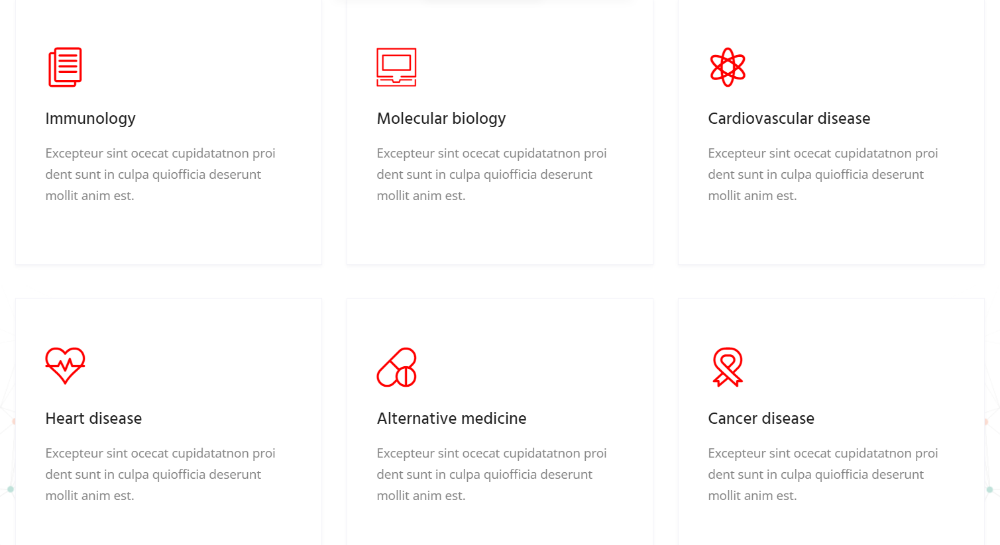 Immunology
Excepteur sint ocecat cupidatatnon proi
dent sunt in culpa quiofficia deserunt
mollit anim est.
Molecular biology
Excepteur sint ocecat cupidatatnon proi
dent sunt in culpa quiofficia deserunt
mollit anim est.
Cardiovascular disease
Excepteur sint ocecat cupidatatnon proi
dent sunt in culpa quiofficia deserunt
mollit anim est.
Heart disease
Excepteur sint ocecat cupidatatnon proi
dent sunt in culpa quiofficia deserunt
mollit anim est.
Alternative medicine
Excepteur sint ocecat cupidatatnon proi
dent sunt in culpa quiofficia deserunt
mollit anim est.
Cancer disease
Excepteur sint ocecat cupidatatnon proi
dent sunt in culpa quiofficia deserunt
mollit anim est.